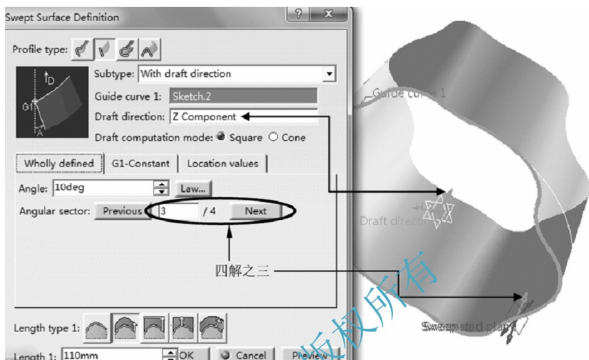 Swept Surface Definition
Profile type:
Subtype: With draft direction
Guide curve 1: Sketch.2
Draft direction: Z Component
Draft computation mode: Square Cone
Wholly defined G1-Constant Location values
Angle: 10deg Law...
Angular sector: Previous 3 / 4 Next
四解之三
Length type 1:
Length 1: 110mm OK Cancel Preview
D
G1
A
Guide curve 1
Draft direc
版权所有